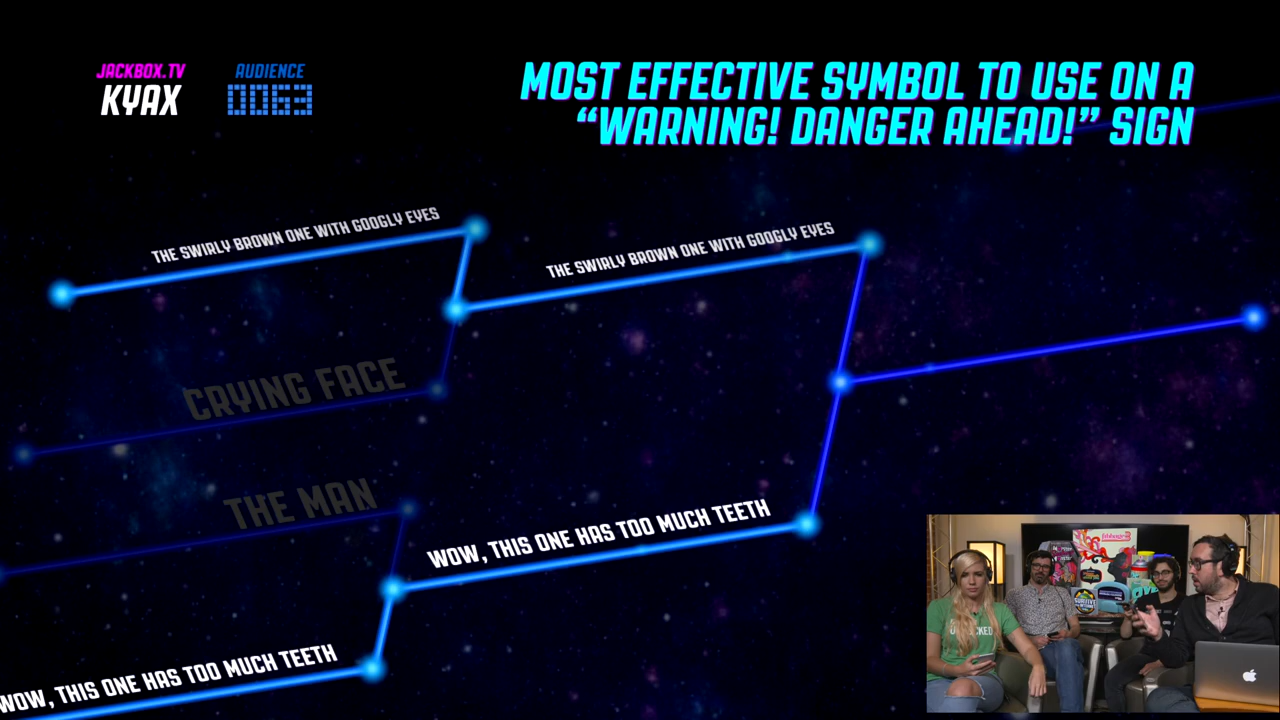 JACKBOX.TV
KYAX
AUDIENCE
0063
MOST EFFECTIVE SYMBOL TO USE ON A
“WARNING! DANGER AHEAD!” SIGN
THE SWIRLY BROWN ONE WITH GOOGLY EYES
THE SWIRLY BROWN ONE WITH GOOGLY EYES
CRYING FACE
THE MAN
WOW, THIS ONE HAS TOO MUCH TEETH
WOW, THIS ONE HAS TOO MUCH TEETH